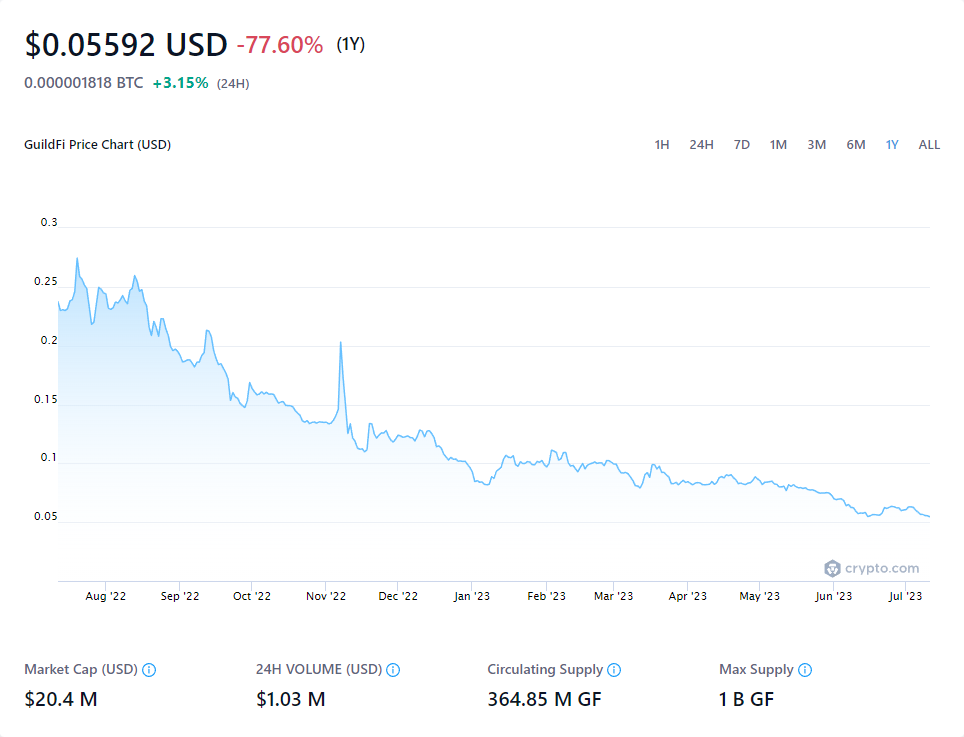 $0.05592 USD -77.60% (1Y)
0.000001818 BTC +3.15% (24H)
GuildFi Price Chart (USD) 1H 24H 7D 1M 3M 6M 1Y ALL
0.3
0.25
0.2
0.15
0.1
0.05
crypto.com
Aug '22 Sep '22 Oct '22 Nov '22 Dec '22 Jan '23 Feb '23 Mar '23 Apr '23 May '23 Jun '23 Jul '23
Market Cap (USD) 24H VOLUME (USD) Circulating Supply Max Supply
$20.4 M $1.03 M 364.85 M GF 1 B GF